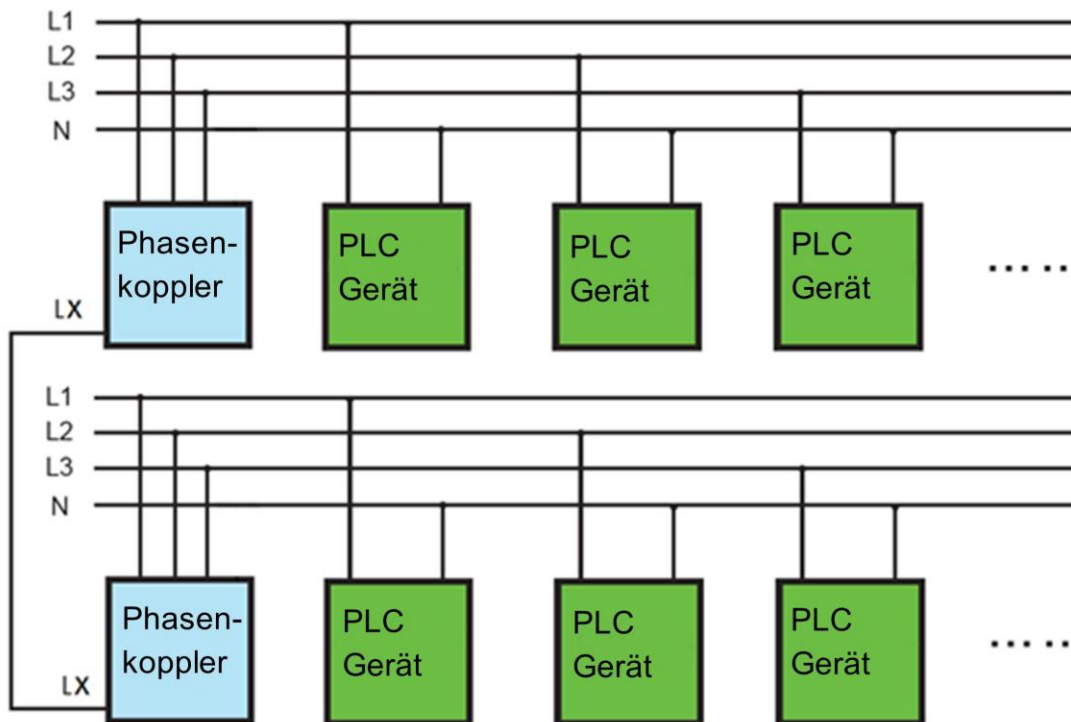 L1
L2
L3
N
Phasen-
koppler
PLC
Gerät
PLC
Gerät
PLC
Gerät
... ...
LX
L1
L2
L3
N
Phasen-
koppler
PLC
Gerät
PLC
Gerät
PLC
Gerät
... ...
LX